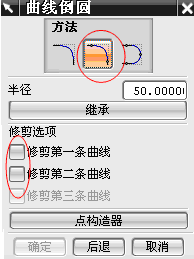 曲线倒圆
方法
半径
50.0000
继承
修剪选项
修剪第一条曲线
修剪第二条曲线
修剪第三条曲线
点构造器
确定 后退 取消